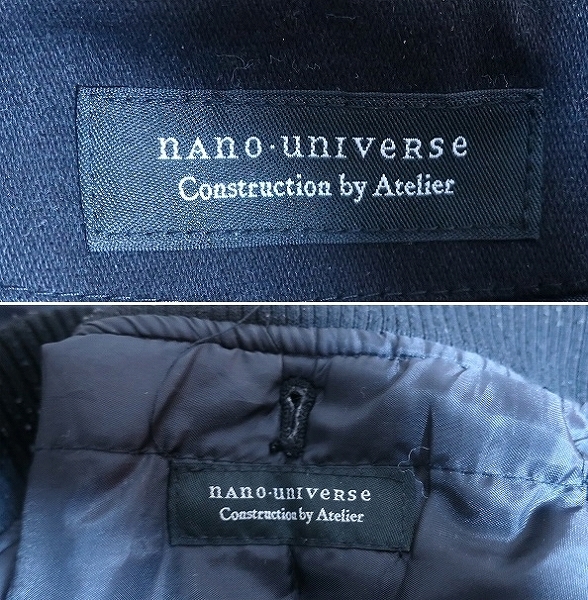 nano·universe
Construction by Atelier
nano·universe
Construction by Atelier